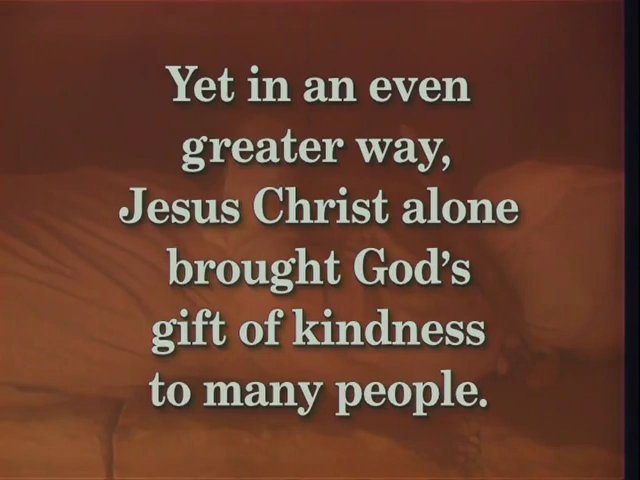 Yet in an even
greater way,
Jesus Christ alone
brought God’s
gift of kindness
to many people.